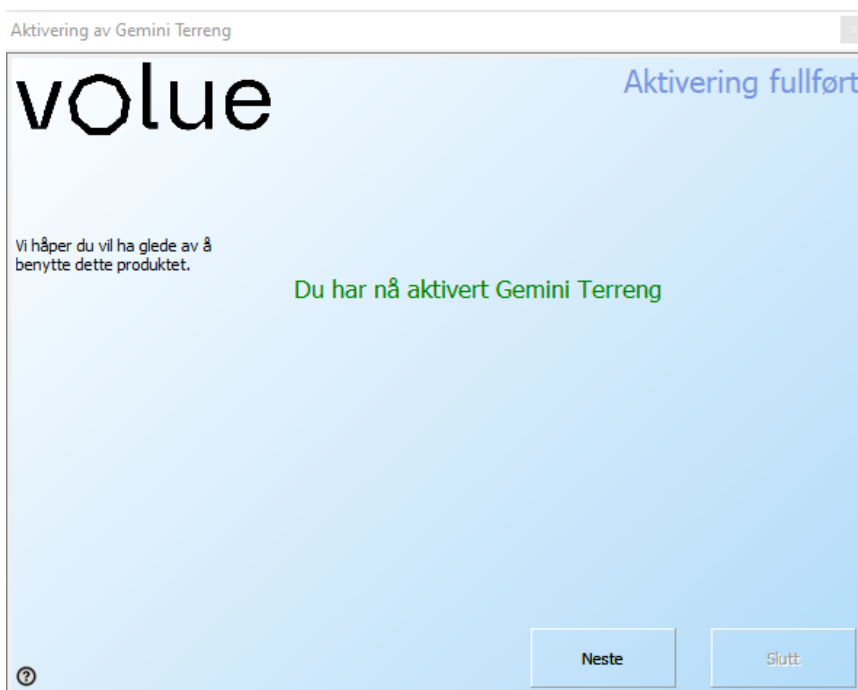 Aktivering av Gemini Terreng
volue
Aktivering fullført
Vi håper du vil ha glede av å
benytte dette produktet.
Du har nå aktivert Gemini Terreng
Neste
Slutt
?